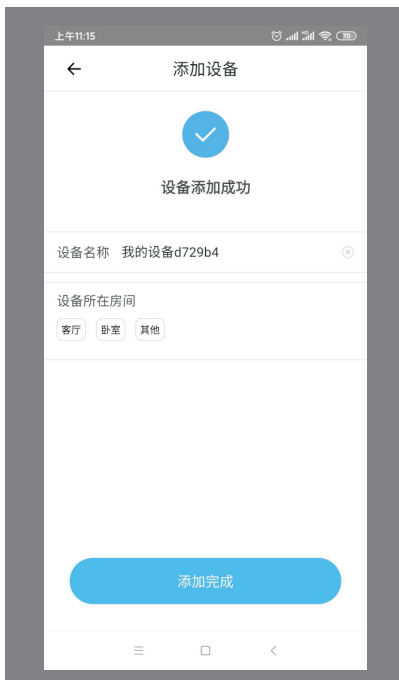 上午11:15
70
添加设备
设备添加成功
设备名称 我的设备d729b4
设备所在房间
客厅 卧室 其他
添加完成